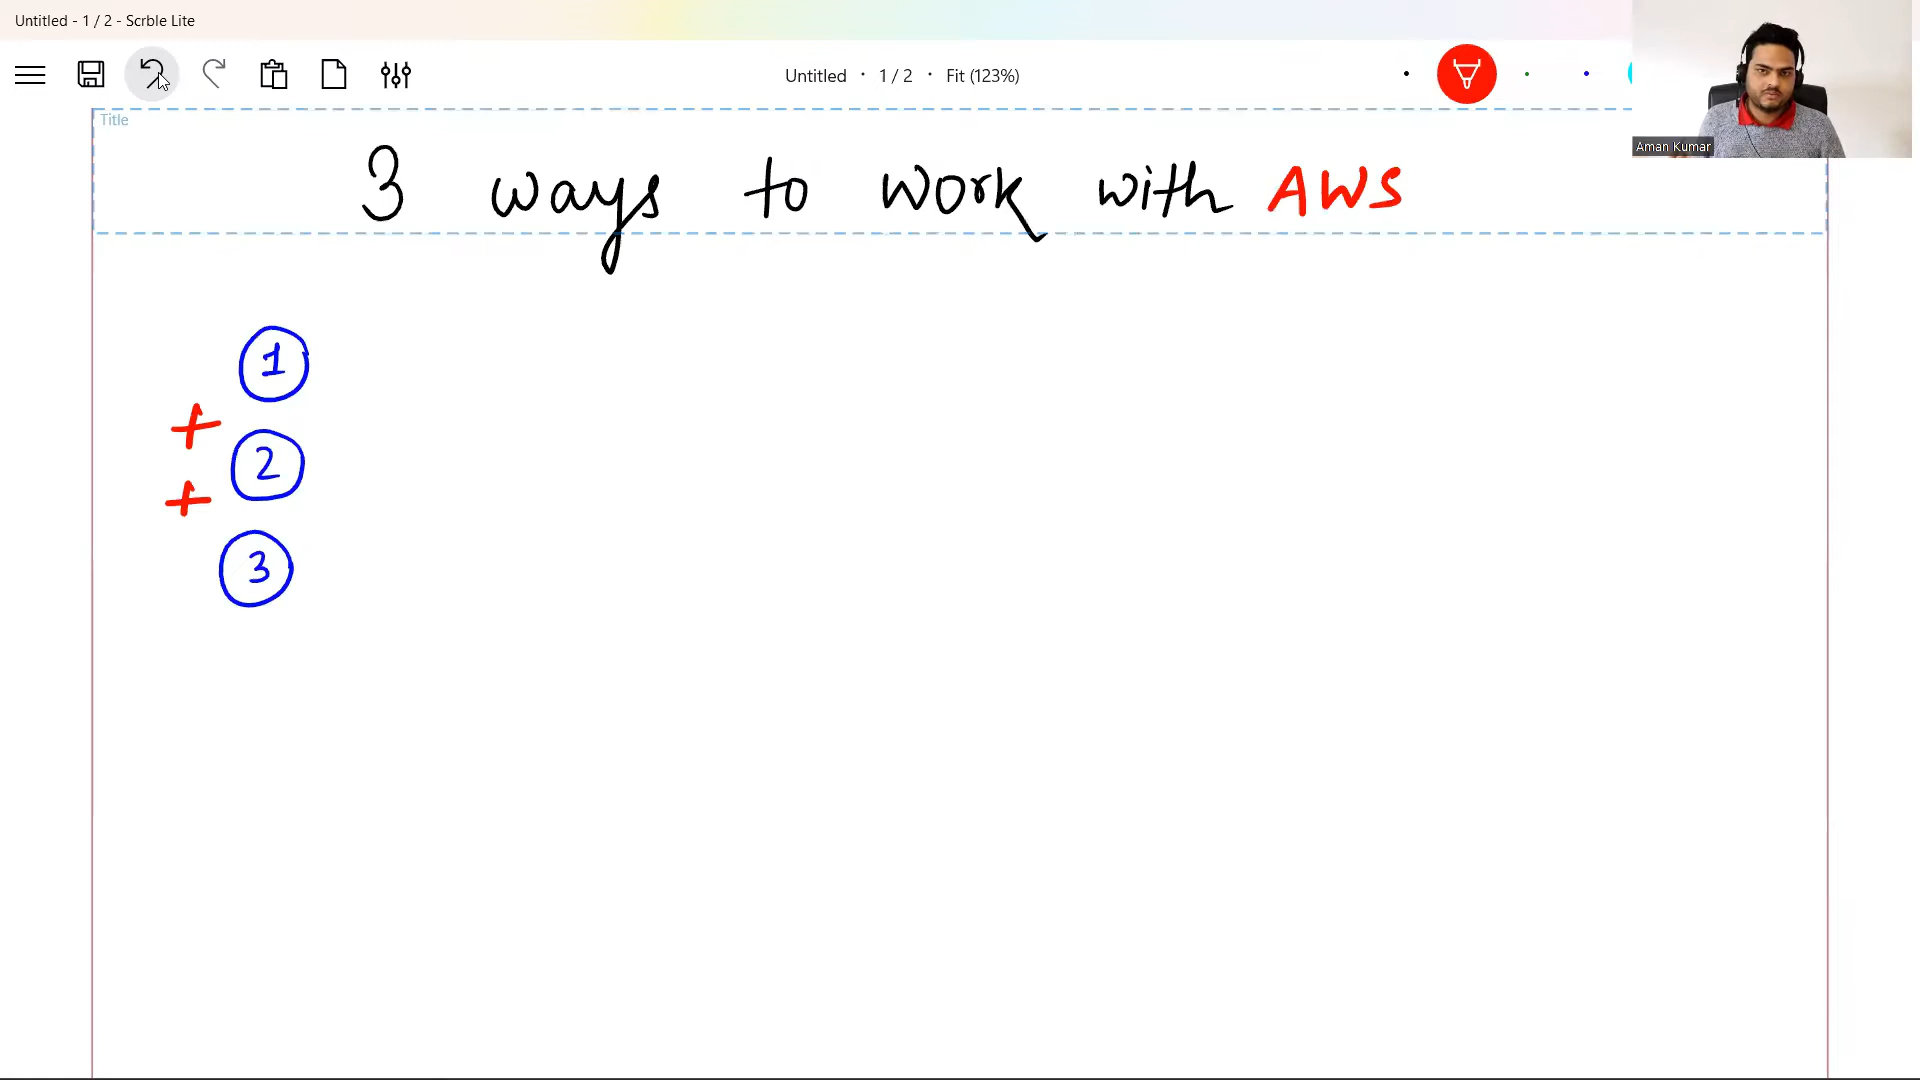 Untitled - 1 / 2 - Scrble Lite
Untitled • 1 / 2 • Fit (123%)
Aman Kumar
Title
3 ways to work with AWS
1
+
2
+
3